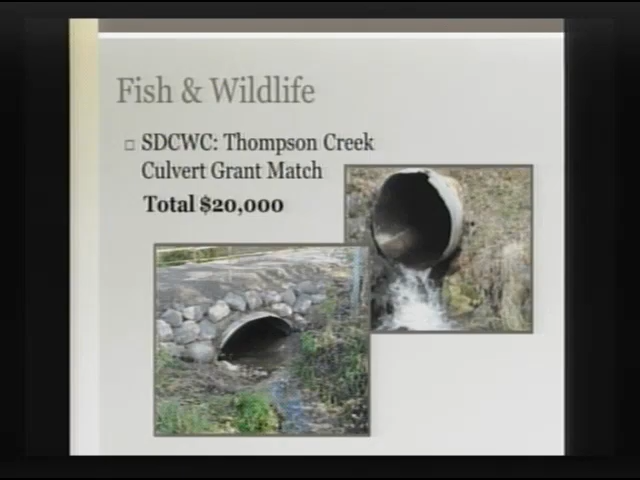 Fish & Wildlife
SDCWC: Thompson Creek
Culvert Grant Match
Total $20,000